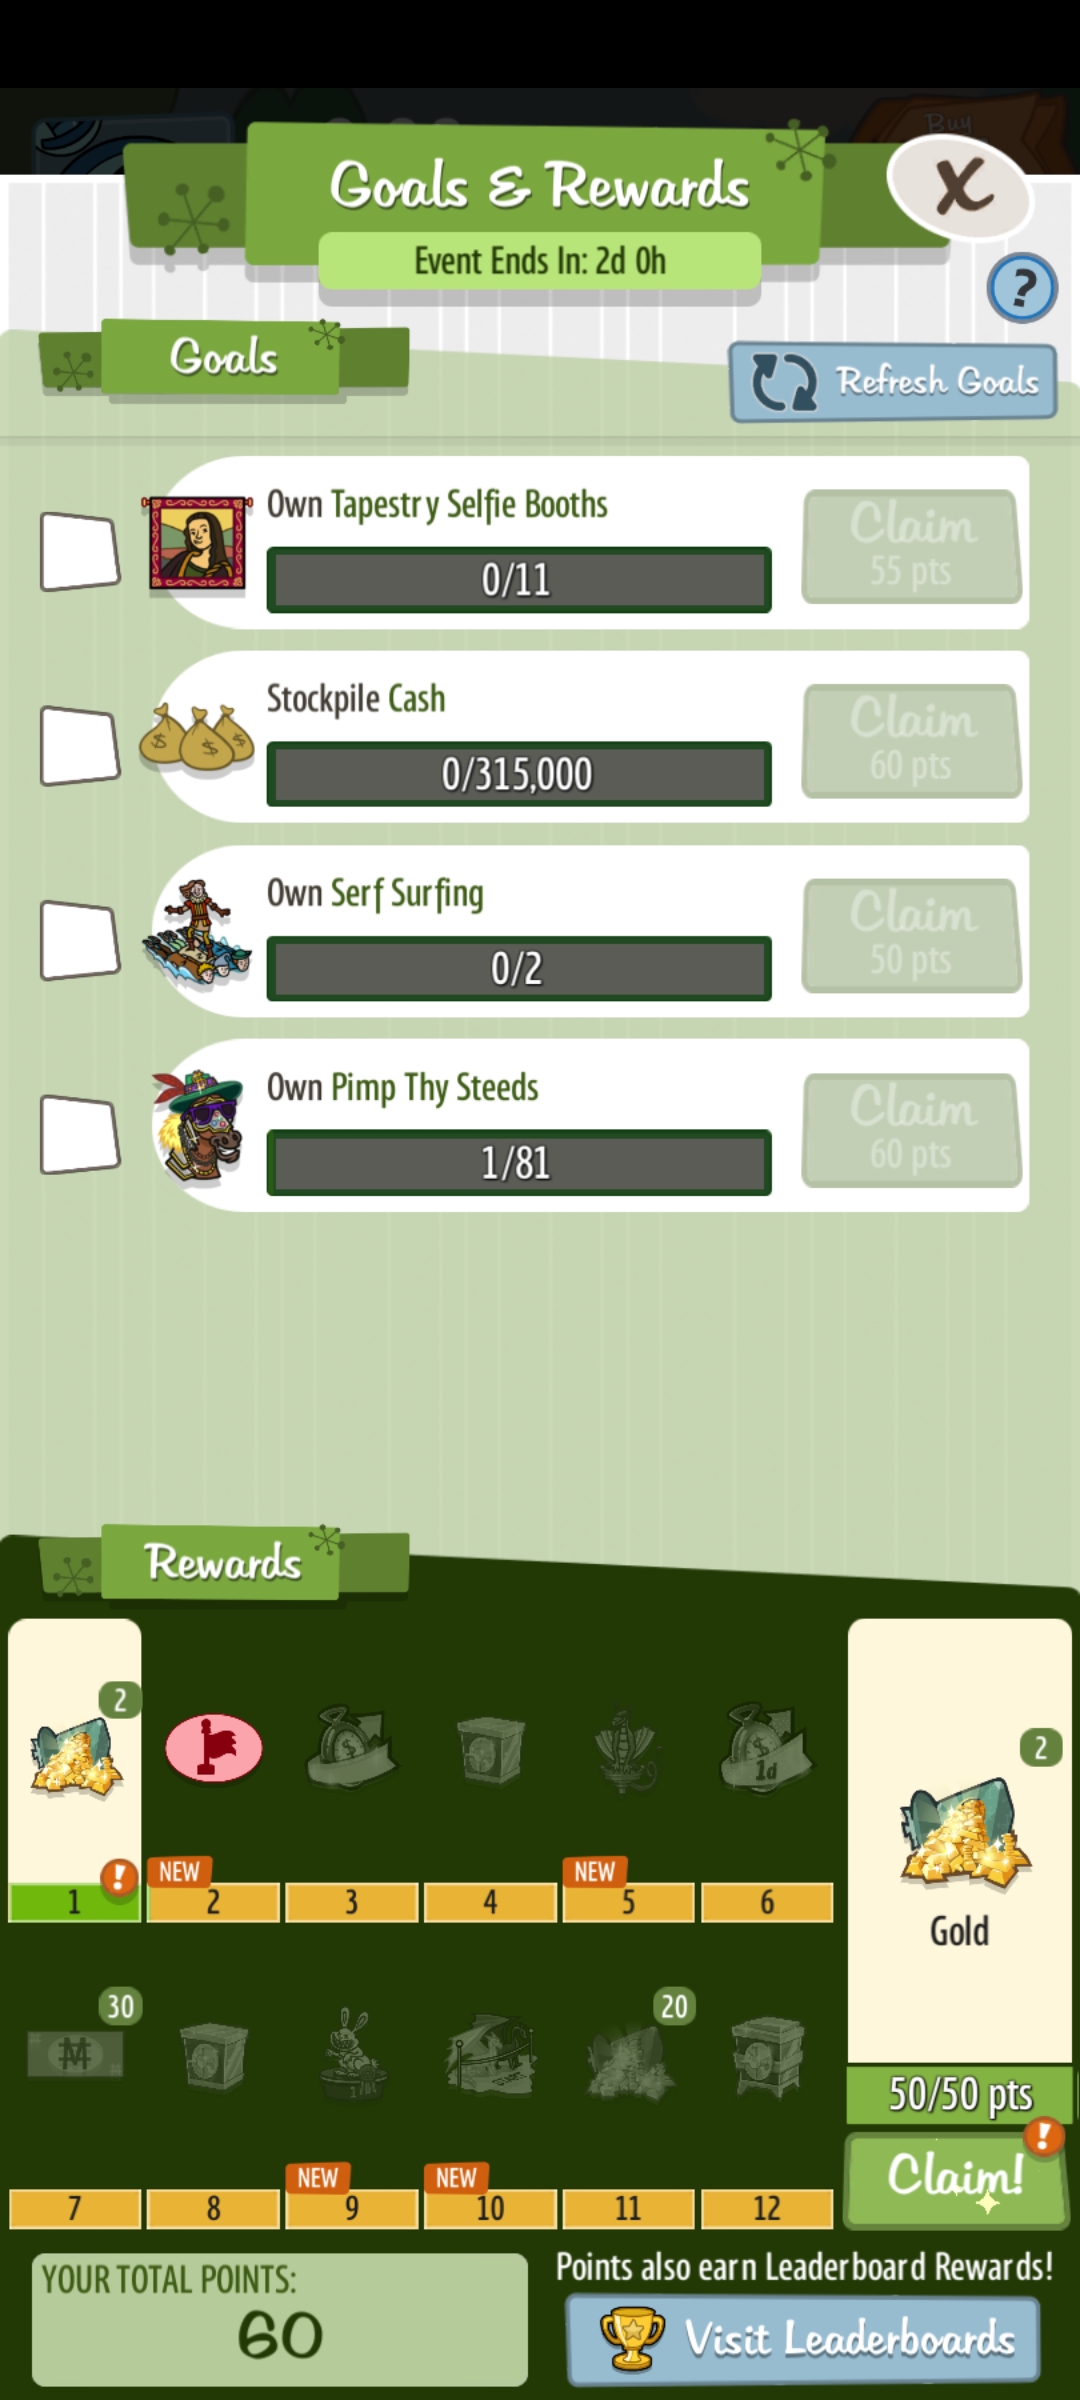 Buy
Goals & Rewards
X
Event Ends In: 2d 0h
?
Goals
Refresh Goals
Own Tapestry Selfie Booths
0/11
Claim
55 pts
Stockpile Cash
0/315,000
Claim
60 pts
Own Serf Surfing
0/2
Claim
50 pts
Own Pimp Thy Steeds
1/81
Claim
60 pts
Rewards
2
1d
2
Gold
!
NEW
NEW
1 2 3 4 5 6
30
20
50/50 pts
!
Claim!
NEW
NEW
7 8 9 10 11 12
YOUR TOTAL POINTS:
60
Points also earn Leaderboard Rewards!
Visit Leaderboards